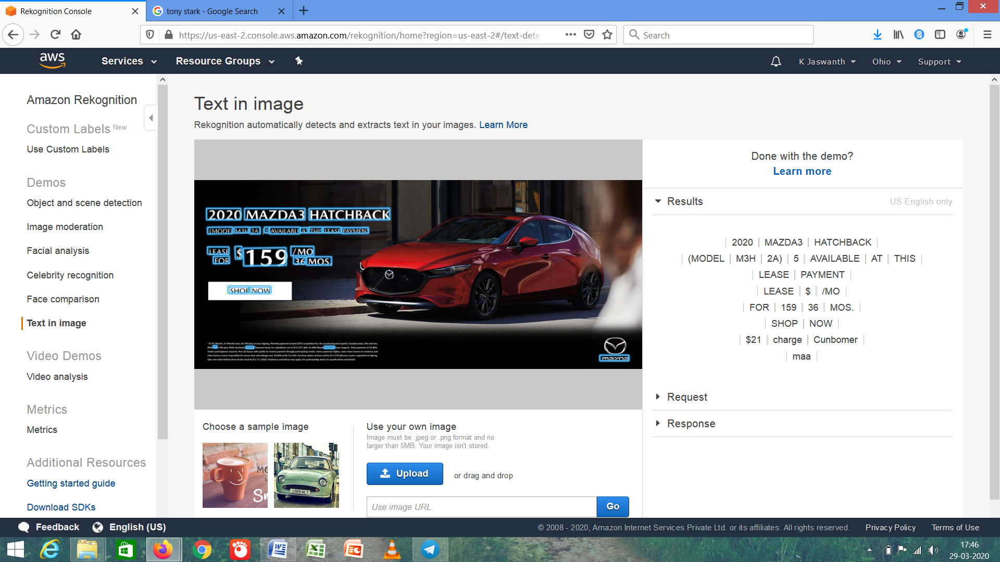 Rekognition Console
tony stark - Google Search
https://us-east-2.console.aws.amazon.com/rekognition/home?region=us-east-2#/text-dete
Search
aws
Services
Resource Groups
K Jaswanth
Ohio
Support
Amazon Rekognition
Custom Labels New
Use Custom Labels
Demos
Object and scene detection
Image moderation
Facial analysis
Celebrity recognition
Face comparison
Text in image
Video Demos
Video analysis
Metrics
Metrics
Additional Resources
Getting started guide
Download SDKs
Text in image
Rekognition automatically detects and extracts text in your images. Learn More
2020 MAZDA3 HATCHBACK
(MODEL M3H 2A) 5 AVAILABLE AT THIS LEASE PAYMENT
LEASE FOR $159 /MO 36 MOS.
SHOP NOW
mazda
Choose a sample image
J389 NLT
Use your own image
Image must be .jpeg or .png format and no
larger than 5MB. Your image isn't stored.
Upload
or drag and drop
Use image URL
Go
Done with the demo?
Learn more
Results
US English only
| 2020 | MAZDA3 | HATCHBACK |
| (MODEL | M3H | 2A) || 5 || AVAILABLE | AT || THIS |
| LEASE | PAYMENT |
| LEASE || $ || /MO |
| FOR | 159 || 36 || MOS. |
| SHOP | NOW |
| $21 || charge | Cunbomer |
| maa |
Request
Response
Feedback
English (US)
© 2008 - 2020, Amazon Internet Services Private Ltd. or its affiliates. All rights reserved.
Privacy Policy
Terms of Use
17:46
29-03-2020